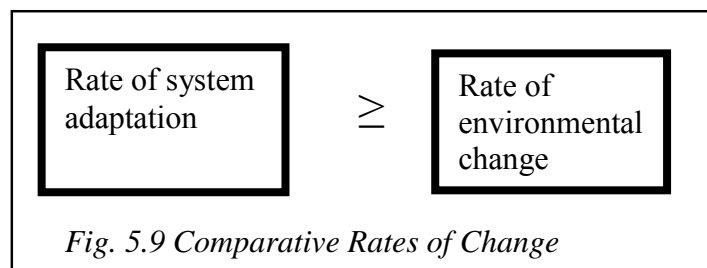 Rate of system
adaptation
≥
Rate of
environmental
change
Fig. 5.9 Comparative Rates of Change